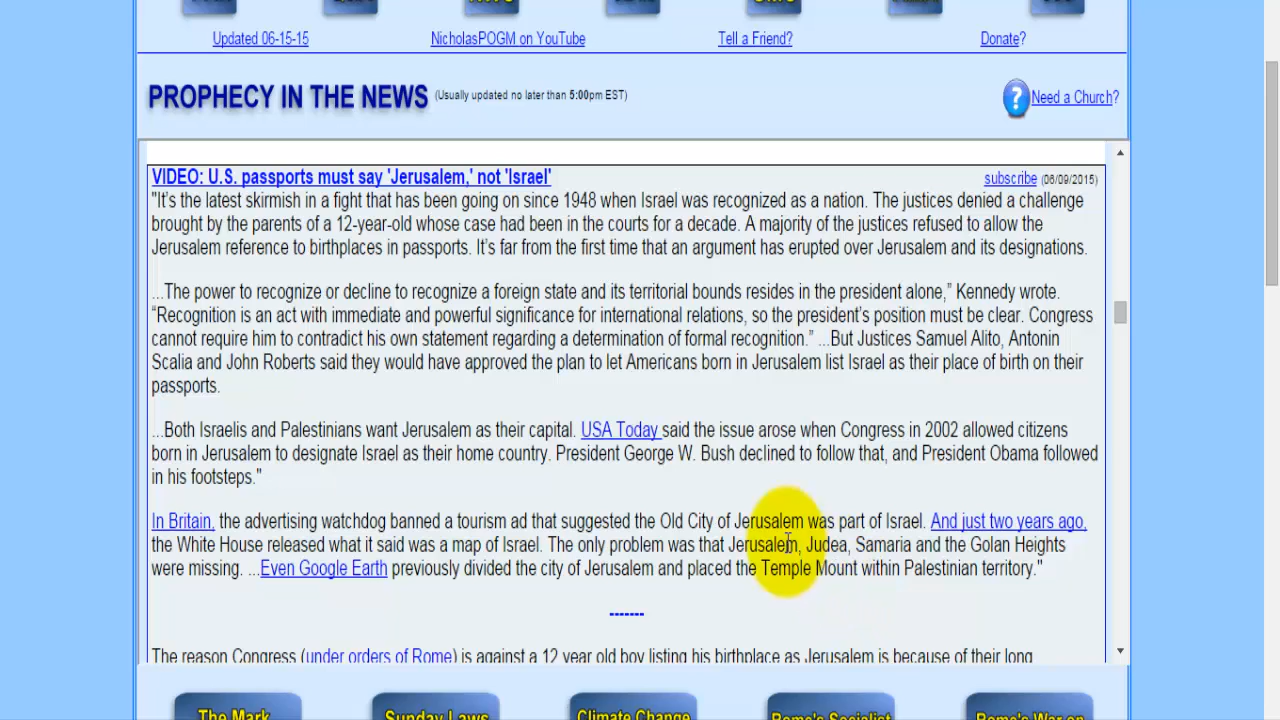 Updated 06-15-15 NicholasPOGM on YouTube Tell a Friend? Donate?
PROPHECY IN THE NEWS (Usually updated no later than 5:00pm EST) Need a Church?
VIDEO: U.S. passports must say 'Jerusalem,' not 'Israel' subscribe (06/09/2015)
"It's the latest skirmish in a fight that has been going on since 1948 when Israel was recognized as a nation. The justices denied a challenge
brought by the parents of a 12-year-old whose case had been in the courts for a decade. A majority of the justices refused to allow the
Jerusalem reference to birthplaces in passports. It's far from the first time that an argument has erupted over Jerusalem and its designations.
...The power to recognize or decline to recognize a foreign state and its territorial bounds resides in the president alone,” Kennedy wrote.
“Recognition is an act with immediate and powerful significance for international relations, so the president’s position must be clear. Congress
cannot require him to contradict his own statement regarding a determination of formal recognition.” ...But Justices Samuel Alito, Antonin
Scalia and John Roberts said they would have approved the plan to let Americans born in Jerusalem list Israel as their place of birth on their
passports.
...Both Israelis and Palestinians want Jerusalem as their capital. USA Today said the issue arose when Congress in 2002 allowed citizens
born in Jerusalem to designate Israel as their home country. President George W. Bush declined to follow that, and President Obama followed
in his footsteps."
In Britain, the advertising watchdog banned a tourism ad that suggested the Old City of Jerusalem was part of Israel. And just two years ago,
the White House released what it said was a map of Israel. The only problem was that Jerusalem, Judea, Samaria and the Golan Heights
were missing. ...Even Google Earth previously divided the city of Jerusalem and placed the Temple Mount within Palestinian territory."
-------
The reason Congress (under orders of Rome) is against a 12 year old boy listing his birthplace as Jerusalem is because of their long
The Mark Sunday Laws Climate Change Rome's Socialist Rome's War on